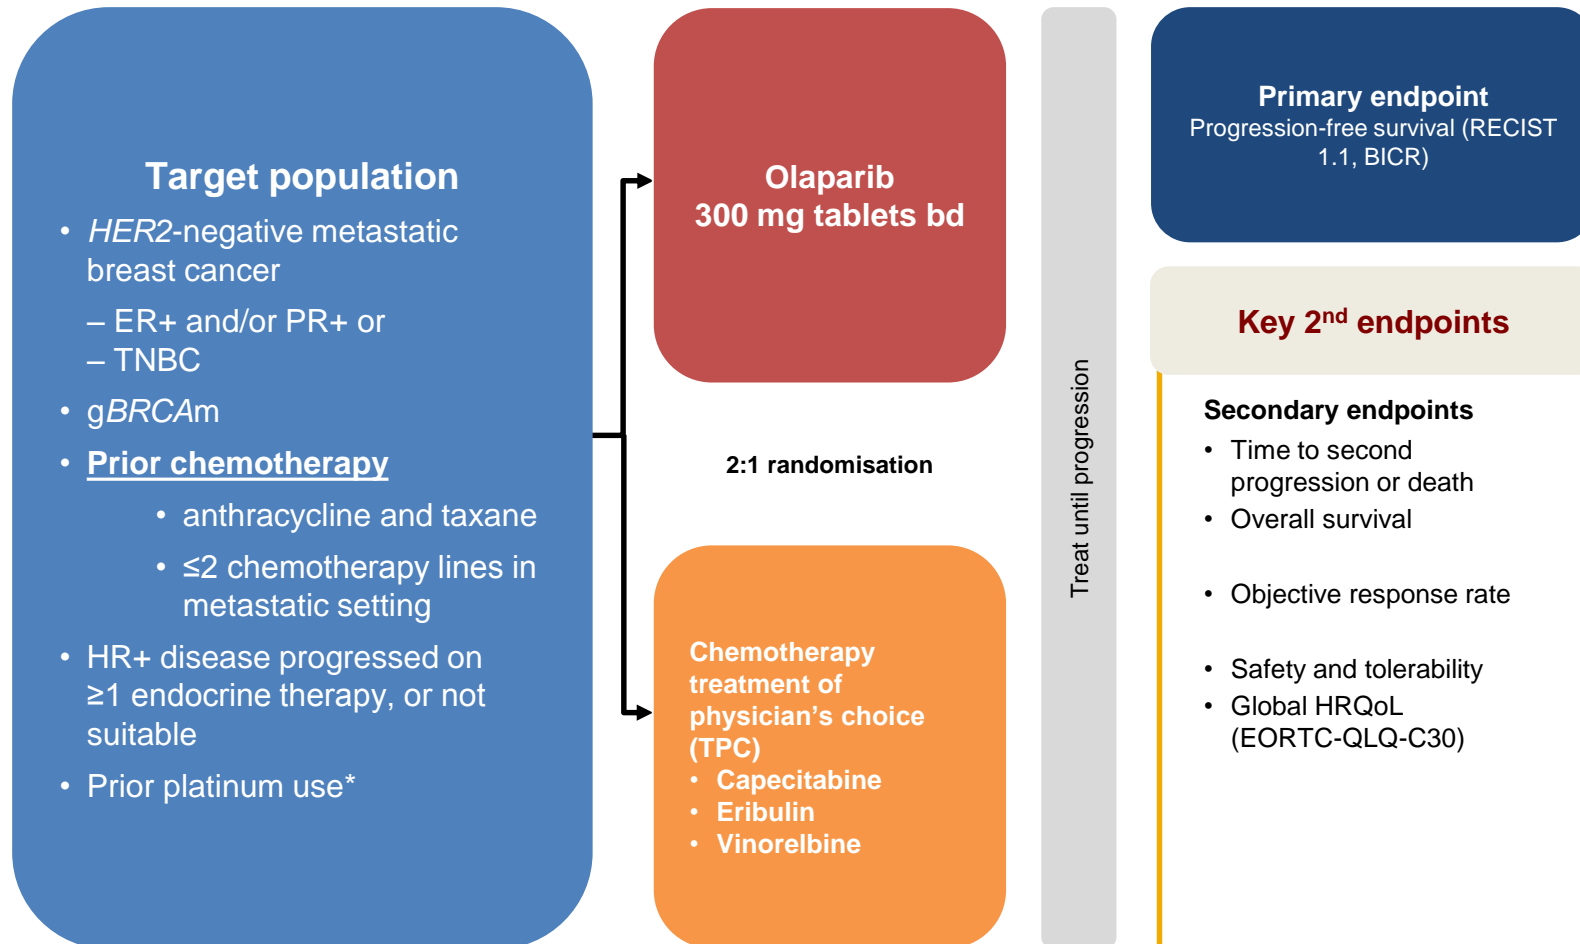 Target population
• HER2-negative metastatic
breast cancer
– ER+ and/or PR+ or
– TNBC
• gBRCAm
• Prior chemotherapy
• anthracycline and taxane
• ≤2 chemotherapy lines in
metastatic setting
• HR+ disease progressed on
≥1 endocrine therapy, or not
suitable
• Prior platinum use*
Olaparib
300 mg tablets bd
2:1 randomisation
Chemotherapy
treatment of
physician’s choice
(TPC)
• Capecitabine
• Eribulin
• Vinorelbine
Treat until progression
Primary endpoint
Progression-free survival (RECIST
1.1, BICR)
Key 2nd endpoints
Secondary endpoints
• Time to second
progression or death
• Overall survival
• Objective response rate
• Safety and tolerability
• Global HRQoL
(EORTC-QLQ-C30)